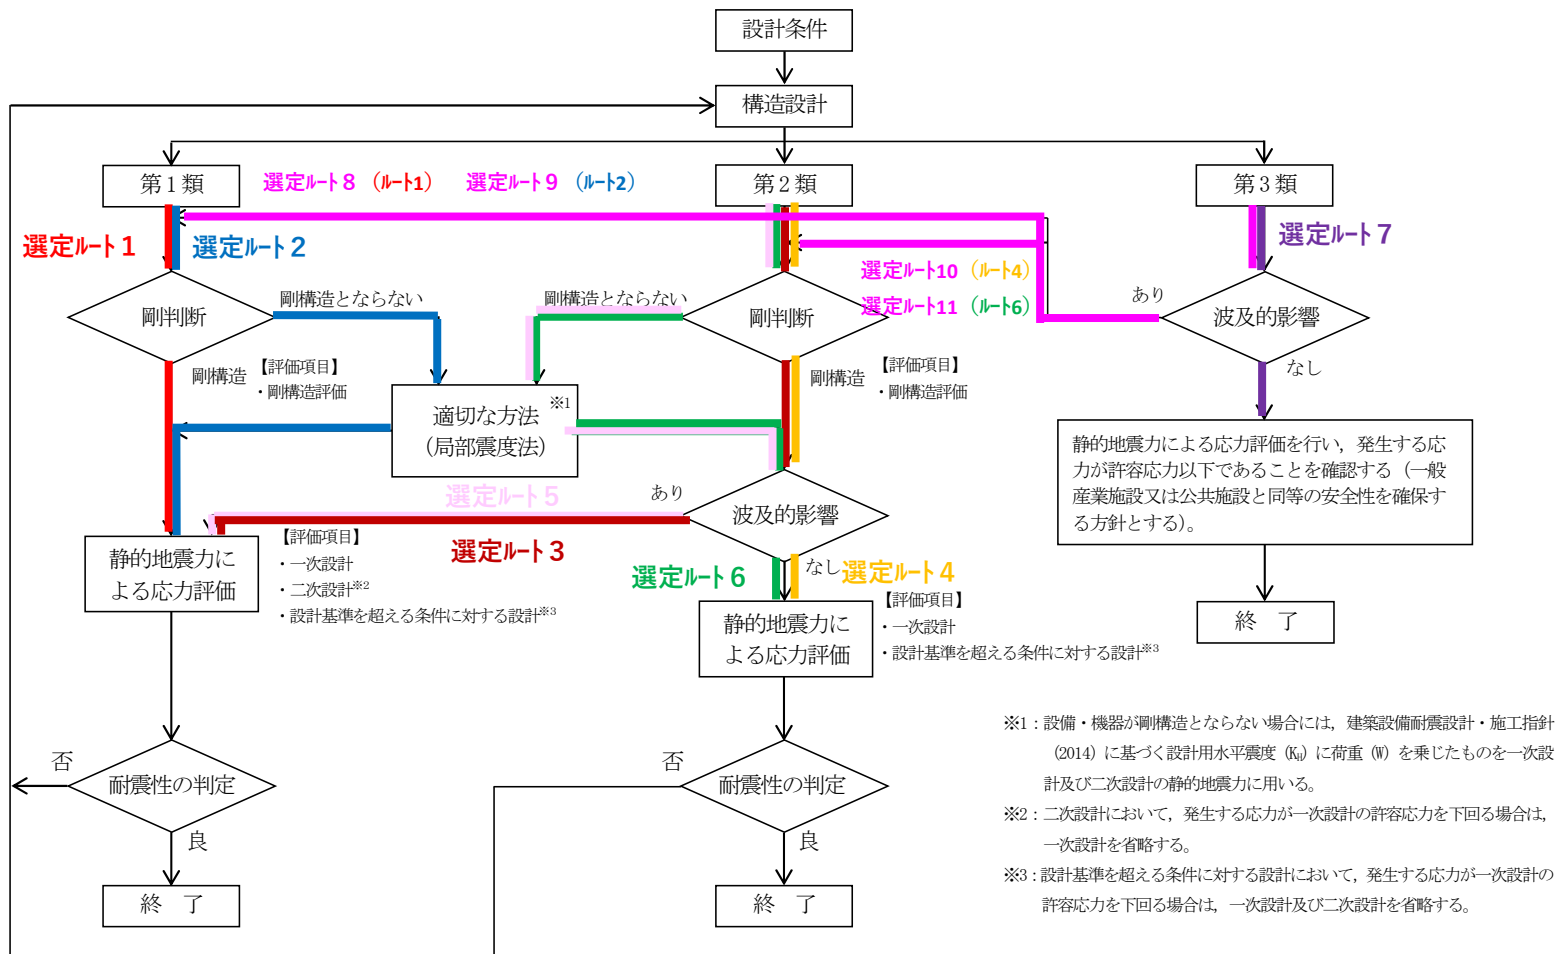 設計条件
構造設計
第1類
選定ルート8（ルート1）
選定ルート9（ルート2）
第2類
第3類
選定ルート1
選定ルート2
選定ルート7
選定ルート10（ルート4）
選定ルート11（ルート6）
剛構造とならない
剛構造とならない
あり
剛判断
剛判断
波及的影響
剛構造
【評価項目】
・剛構造評価
剛構造
【評価項目】
・剛構造評価
なし
適切な方法※1
（局部震度法）
静的地震力による応力評価を行い，発生する応
力が許容応力以下であることを確認する（一般
産業施設又は公共施設と同等の安全性を確保す
る方針とする）。
選定ルート5
あり
波及的影響
選定ルート3
静的地震力に
よる応力評価
【評価項目】
・一次設計
・二次設計※2
・設計基準を超える条件に対する設計※3
選定ルート6
なし
選定ルート4
静的地震力に
よる応力評価
【評価項目】
・一次設計
・設計基準を超える条件に対する設計※3
終　了
否
耐震性の判定
良
終　了
否
耐震性の判定
良
終　了
※1：設備・機器が剛構造とならない場合には，建築設備耐震設計・施工指針
（2014）に基づく設計用水平震度（KH）に荷重（W）を乗じたものを一次設
計及び二次設計の静的地震力に用いる。
※2：二次設計において，発生する応力が一次設計の許容応力を下回る場合は，
一次設計を省略する。
※3：設計基準を超える条件に対する設計において，発生する応力が一次設計の
許容応力を下回る場合は，一次設計及び二次設計を省略する。